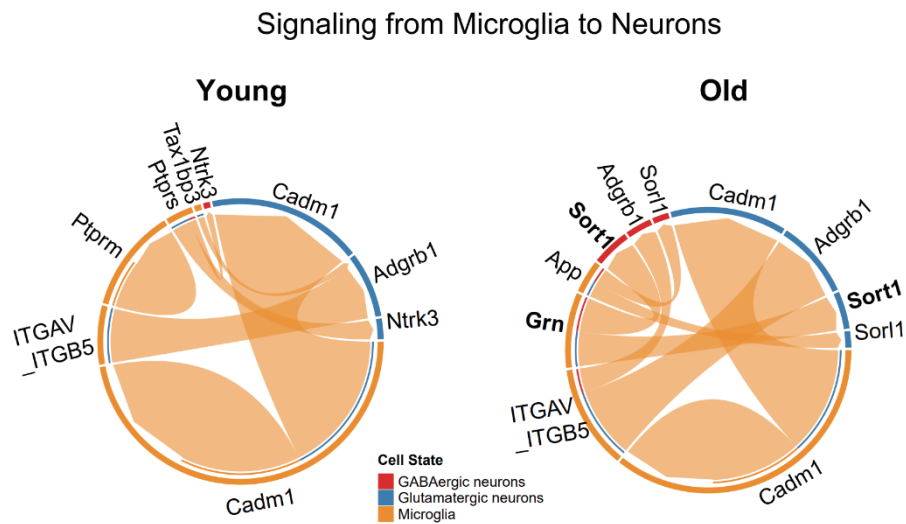 Signaling from Microglia to Neurons
Young
Old
Ptprm
Ptprs
Tax1bp3
Ntrk3
Cadm1
Adgrb1
Ntrk3
ITGAV
_ITGB5
Cadm1
Grn
App
Sort1
Adgrb1
Sorl1
Cadm1
Adgrb1
Sort1
Sorl1
ITGAV
_ITGB5
Cadm1
Cell State
GABAergic neurons
Glutamatergic neurons
Microglia